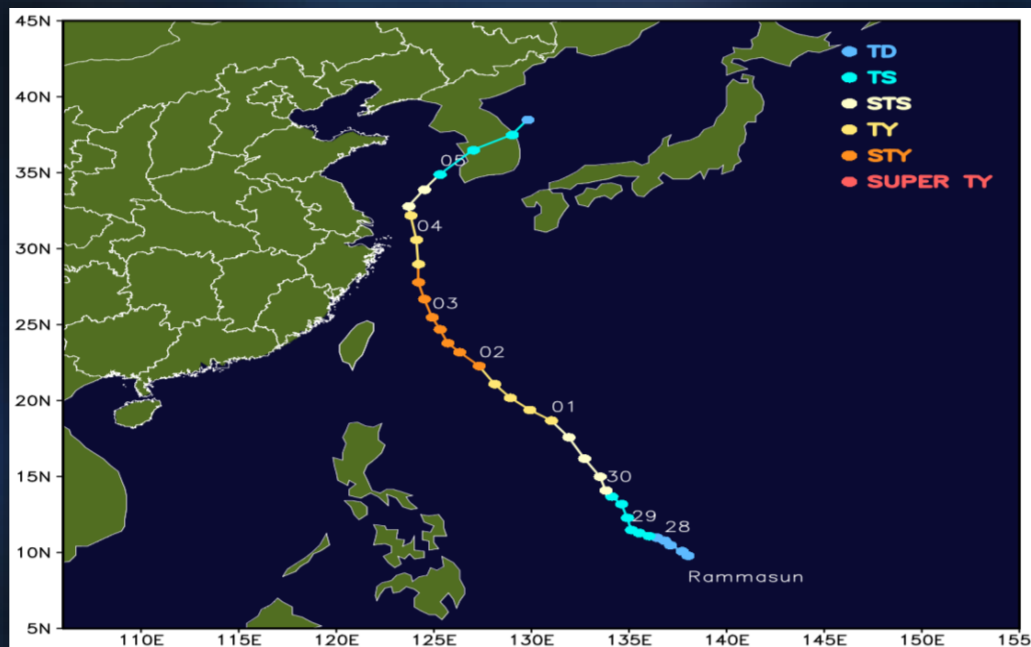 45N
40N
35N
30N
25N
20N
15N
10N
5N
TD
TS
STS
TY
STY
SUPER TY
05
04
03
02
01
30
29
28
Rammasun
110E 115E 120E 125E 130E 135E 140E 145E 150E 155